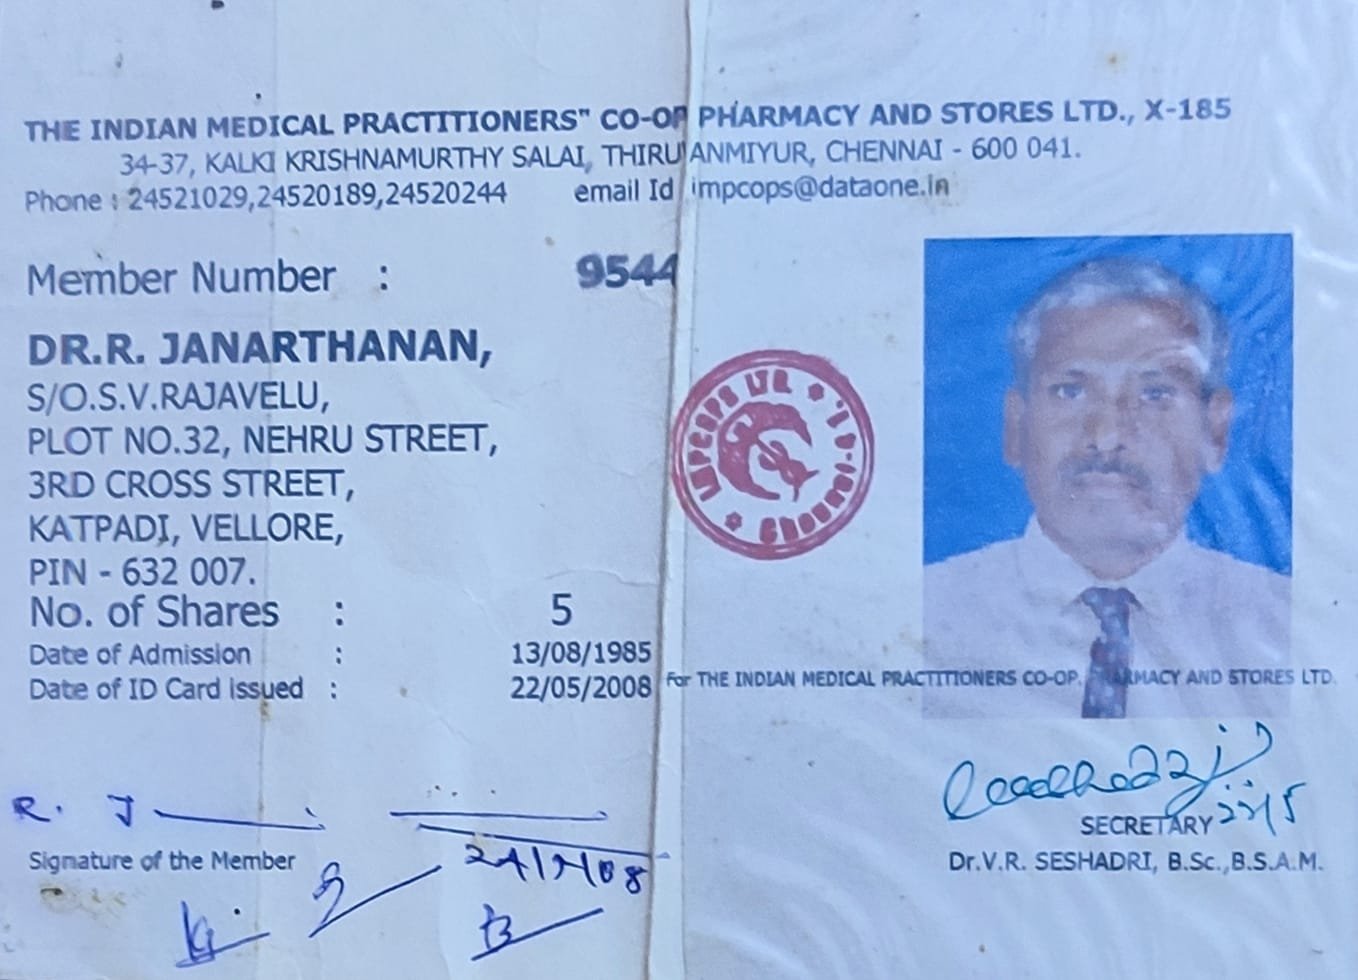 THE INDIAN MEDICAL PRACTITIONERS" CO-OP PHARMACY AND STORES LTD., X-185
34-37, KALKI KRISHNAMURTHY SALAI, THIRUVANMIYUR, CHENNAI - 600 041.
Phone : 24521029,24520189,24520244 email Id impcops@dataone.in
Member Number : 9544
DR.R. JANARTHANAN,
S/O.S.V.RAJAVELU,
PLOT NO.32, NEHRU STREET,
3RD CROSS STREET,
KATPADI, VELLORE,
PIN - 632 007.
No. of Shares : 5
Date of Admission : 13/08/1985
Date of ID Card issued : 22/05/2008
IMPCOPS LTD.
For THE INDIAN MEDICAL PRACTITIONERS CO-OP. PHARMACY AND STORES LTD.
R. J
22/5
SECRETARY
Signature of the Member
Dr.V.R. SESHADRI, B.Sc.,B.S.A.M.